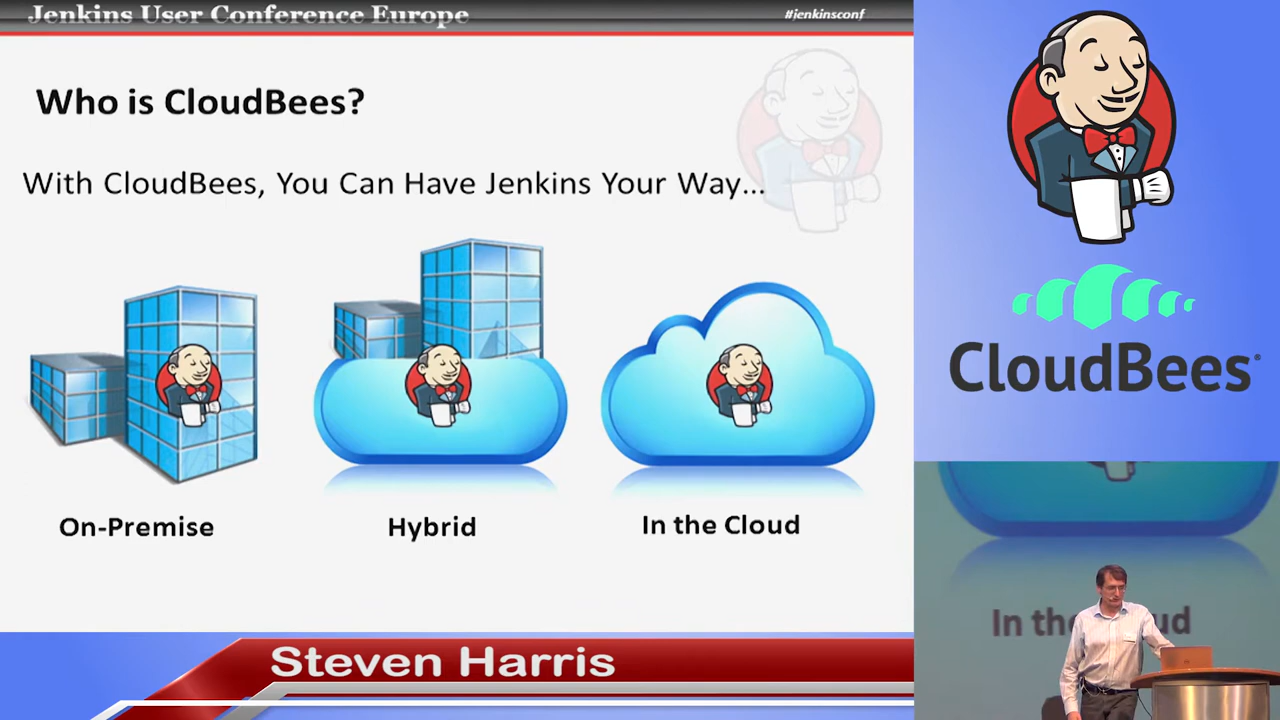 Jenkins User Conference Europe
#jenkinsconf
Who is CloudBees?
With CloudBees, You Can Have Jenkins Your Way...
On-Premise
Hybrid
In the Cloud
Steven Harris
CloudBees®
In the Cloud